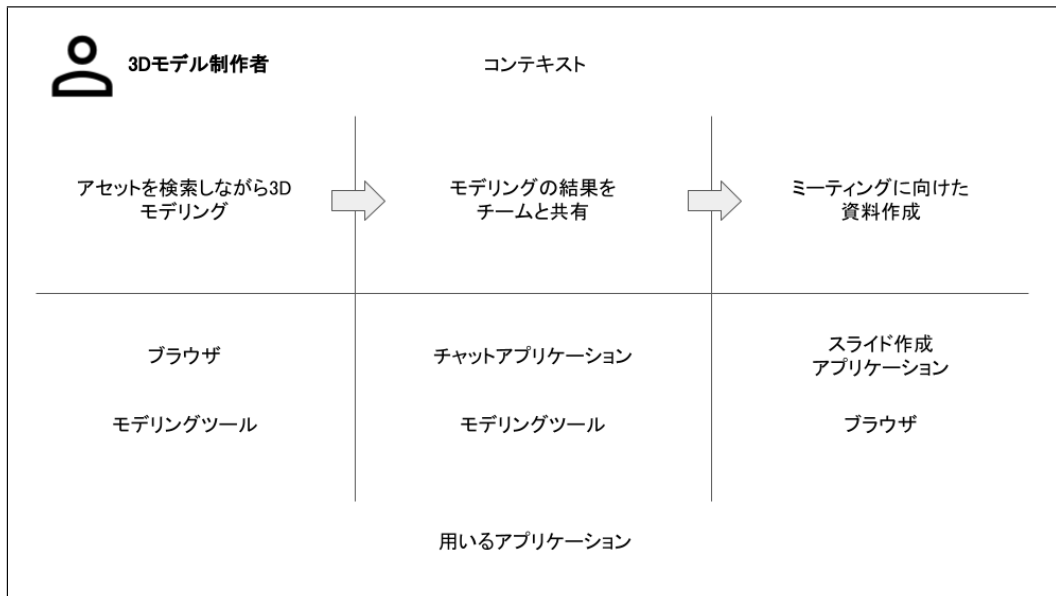 3Dモデル制作者
コンテキスト
アセットを検索しながら3D
モデリング
モデリングの結果を
チームと共有
ミーティングに向けた
資料作成
ブラウザ
チャットアプリケーション
スライド作成
アプリケーション
モデリングツール
モデリングツール
ブラウザ
用いるアプリケーション